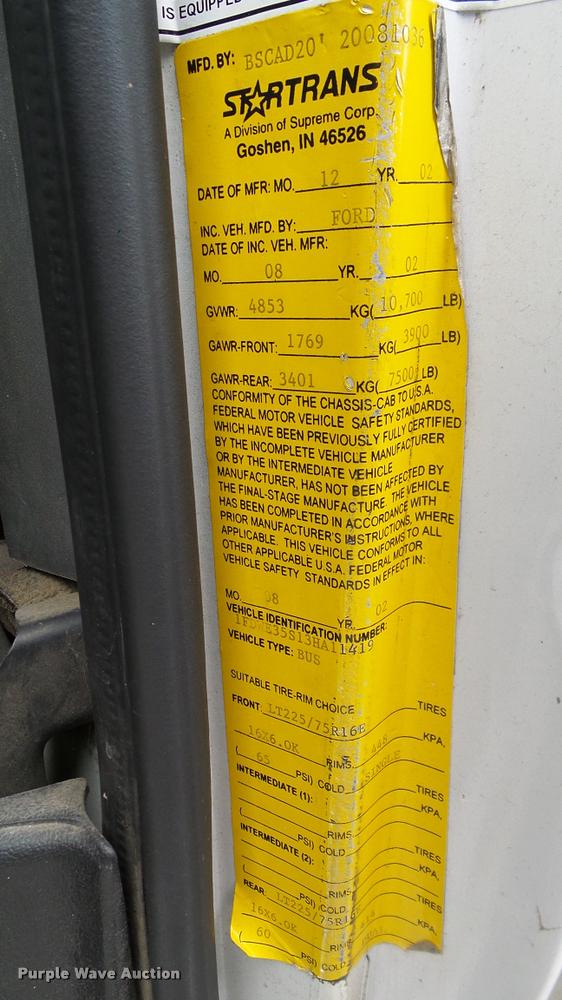 IS EQUIPPED
MFD. BY: BSCAD20 20081036
STARTRANS
A Division of Supreme Corp.
Goshen, IN 46526
DATE OF MFR: MO. 12 YR. 02
INC. VEH. MFD. BY: FORD
DATE OF INC. VEH. MFR:
MO. 08 YR. 02
GVWR: 4853 KG( 10,700 LB)
GAWR-FRONT: 1769 KG( 3900 LB)
GAWR-REAR: 3401 KG( 7500 LB)
CONFORMITY OF THE CHASSIS-CAB TO U.S.A.
FEDERAL MOTOR VEHICLE SAFETY STANDARDS,
WHICH HAVE BEEN PREVIOUSLY FULLY CERTIFIED
BY THE INCOMPLETE VEHICLE MANUFACTURER
OR BY THE INTERMEDIATE VEHICLE
MANUFACTURER, HAS NOT BEEN AFFECTED BY
THE FINAL-STAGE MANUFACTURE. THE VEHICLE
HAS BEEN COMPLETED IN ACCORDANCE WITH
PRIOR MANUFACTURER'S INSTRUCTIONS, WHERE
APPLICABLE. THIS VEHICLE CONFORMS TO ALL
OTHER APPLICABLE U.S.A. FEDERAL MOTOR
VEHICLE SAFETY STANDARDS IN EFFECT IN:
MO. 08 YR. 02
VEHICLE IDENTIFICATION NUMBER:
VEHICLE TYPE: BUS
SUITABLE TIRE-RIM CHOICE
FRONT: LT225/75R16E TIRES
16X6.0K RIMS 448 KPA.
( 65 PSI) COLD SINGLE
INTERMEDIATE (1): TIRES
RIMS KPA.
( PSI) COLD
INTERMEDIATE (2): TIRES
RIMS KPA.
( PSI) COLD
REAR: LT225/75R16E TIRES
16X6.0K RIMS KPA.
( 60 PSI) COLD
Purple Wave Auction